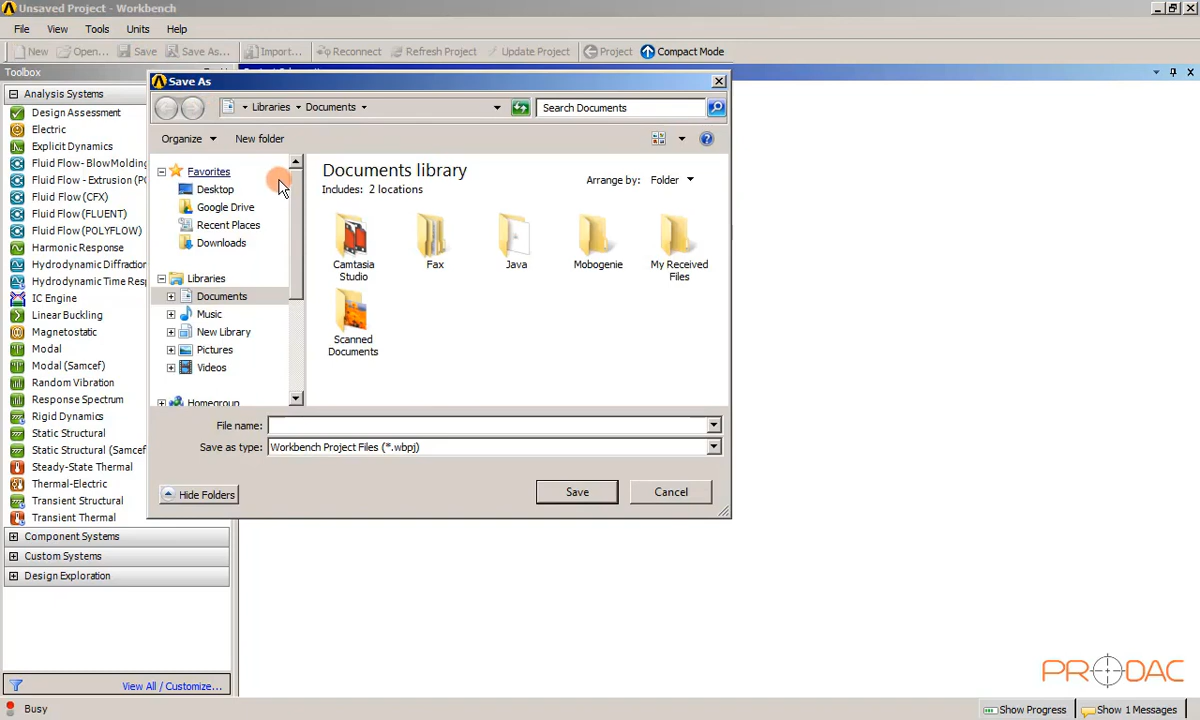 Unsaved Project - Workbench
File View Tools Units Help
New Open... Save Save As... Import... Reconnect Refresh Project Update Project Project Compact Mode
Toolbox
Analysis Systems
Design Assessment
Electric
Explicit Dynamics
Fluid Flow- BlowMolding
Fluid Flow - Extrusion (PO
Fluid Flow (CFX)
Fluid Flow (FLUENT)
Fluid Flow (POLYFLOW)
Harmonic Response
Hydrodynamic Diffraction
Hydrodynamic Time Resp
IC Engine
Linear Buckling
Magnetostatic
Modal
Modal (Samcef)
Random Vibration
Response Spectrum
Rigid Dynamics
Static Structural
Static Structural (Samcef
Steady-State Thermal
Thermal-Electric
Transient Structural
Transient Thermal
Component Systems
Custom Systems
Design Exploration
View All / Customize...
Save As
Libraries Documents
Search Documents
Organize New folder
Favorites
Desktop
Google Drive
Recent Places
Downloads
Libraries
Documents
Music
New Library
Pictures
Videos
Homegroup
Documents library
Includes: 2 locations
Arrange by: Folder
Camtasia Studio
Fax
Java
Mobogenie
My Received Files
Scanned Documents
File name:
Save as type: Workbench Project Files (*.wbpj)
Hide Folders
Save Cancel
PRODAC
Busy
Show Progress Show 1 Messages